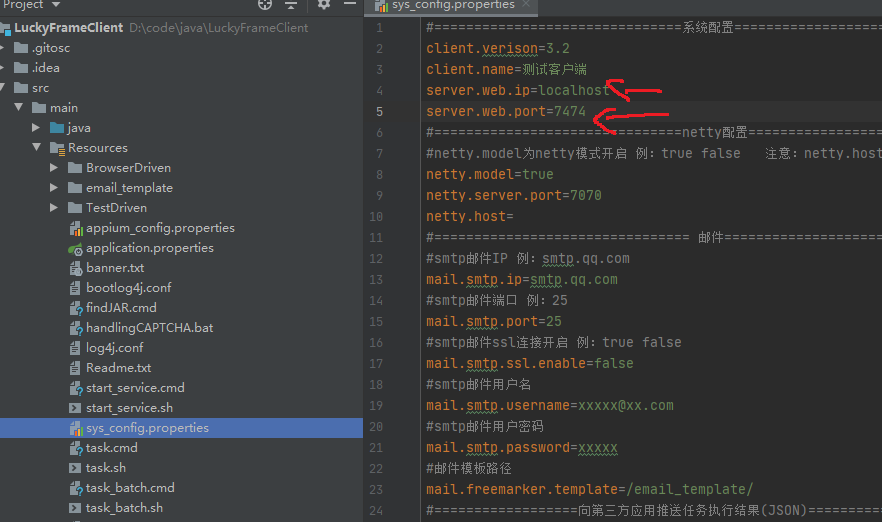 Project
LuckyFrameClient D:\code\java\LuckyFrameClient
.gitosc
.idea
src
main
java
Resources
BrowserDriven
email_template
TestDriven
appium_config.properties
application.properties
banner.txt
bootlog4j.conf
findJAR.cmd
handlingCAPTCHA.bat
log4j.conf
Readme.txt
start_service.cmd
start_service.sh
sys_config.properties
task.cmd
task.sh
task_batch.cmd
task_batch.sh
sys_config.properties
1 #===============================系统配置=================
2 client.verison=3.2
3 client.name=测试客户端
4 server.web.ip=localhost
5 server.web.port=7474
6 #===============================netty配置=================
7 #netty.model为netty模式开启 例：true false 注意：netty.host
8 netty.model=true
9 netty.server.port=7070
10 netty.host=
11 #================================ 邮件====================
12 #smtp邮件IP 例：smtp.qq.com
13 mail.smtp.ip=smtp.qq.com
14 #smtp邮件端口 例：25
15 mail.smtp.port=25
16 #smtp邮件ssl连接开启 例：true false
17 mail.smtp.ssl.enable=false
18 #smtp邮件用户名
19 mail.smtp.username=xxxxx@xx.com
20 #smtp邮件用户密码
21 mail.smtp.password=xxxxx
22 #邮件模板路径
23 mail.freemarker.template=/email_template/
24 #==================向第三方应用推送任务执行结果(JSON)==========